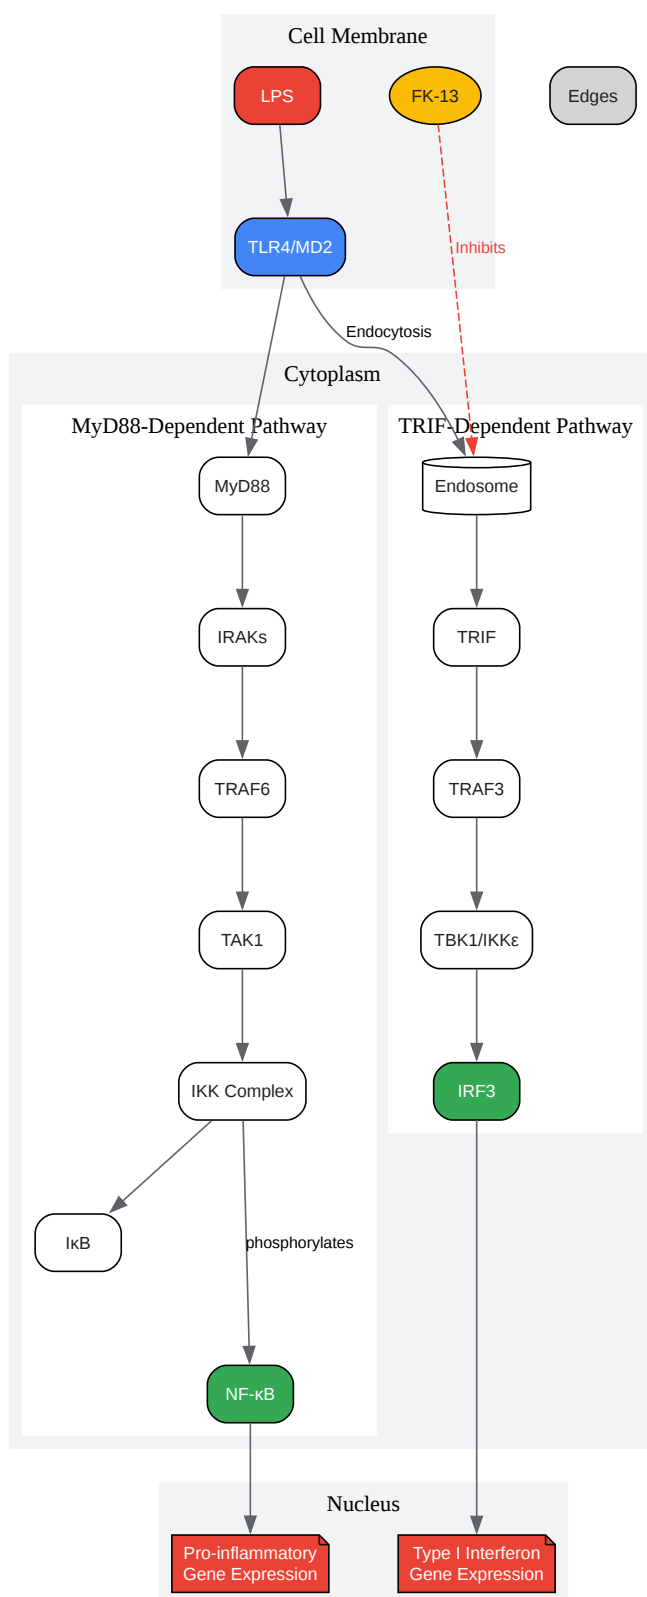 Cell Membrane
LPS
FK-13
Edges
TLR4/MD2
Inhibits
Endocytosis
Cytoplasm
MyD88-Dependent Pathway
TRIF-Dependent Pathway
MyD88
Endosome
IRAKs
TRIF
TRAF6
TRAF3
TAK1
TBK1/IKKε
IKK Complex
IRF3
IκB
phosphorylates
NF-κB
Nucleus
Pro-inflammatory
Gene Expression
Type I Interferon
Gene Expression